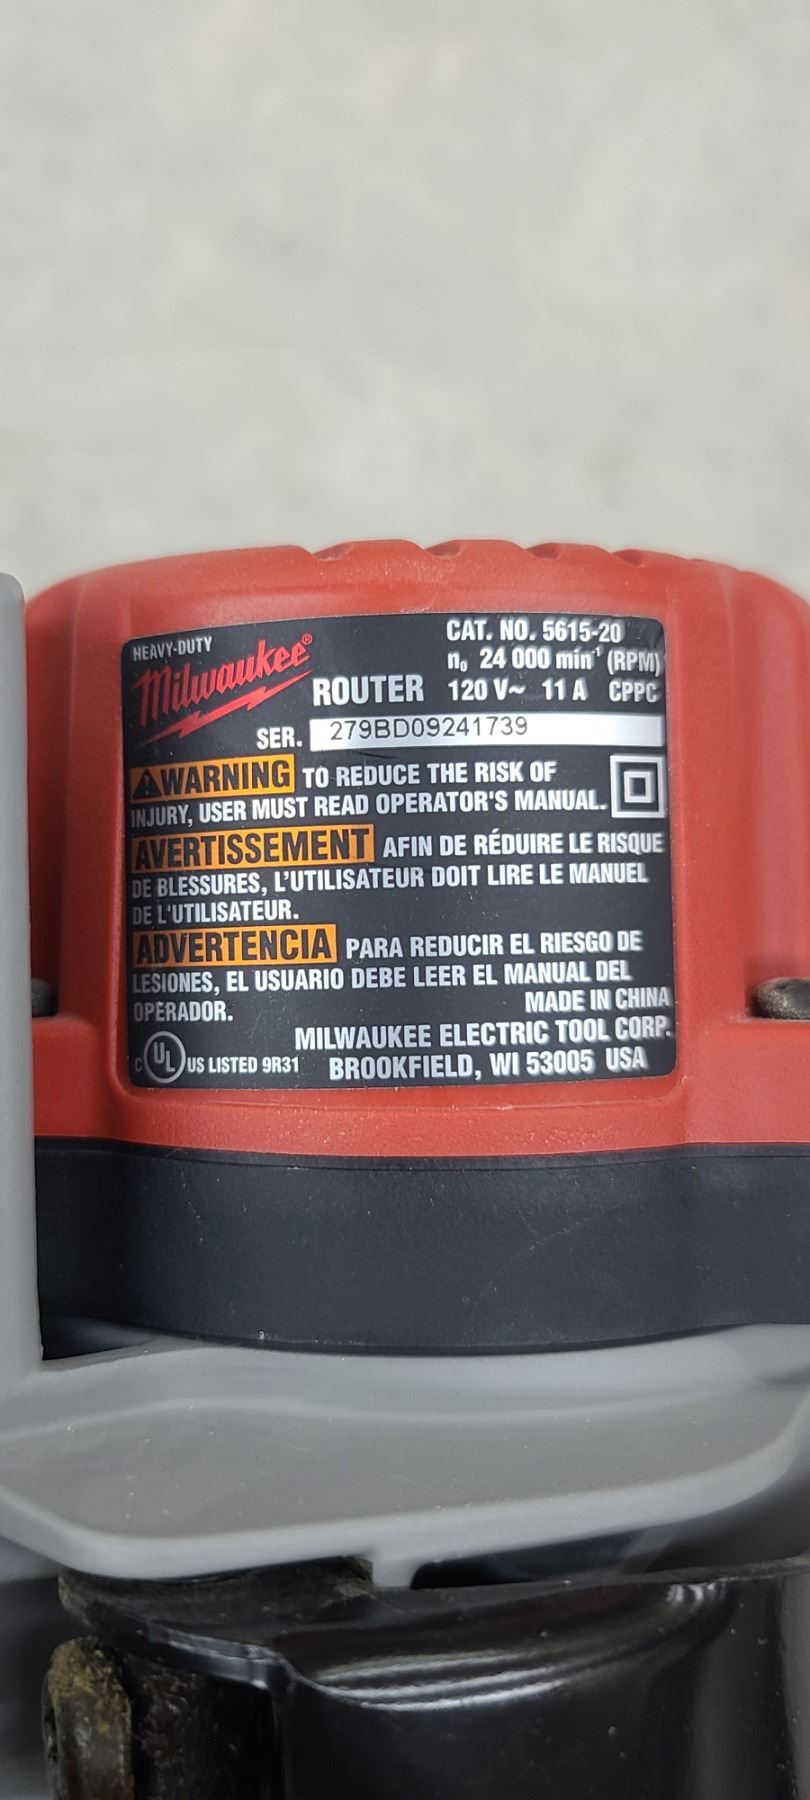 HEAVY-DUTY
Milwaukee®
ROUTER
CAT. NO. 5615-20
n₀ 24 000 min⁻¹ (RPM)
120 V~ 11 A CPPC
SER. 279BD09241739
WARNING TO REDUCE THE RISK OF
INJURY, USER MUST READ OPERATOR'S MANUAL.
AVERTISSEMENT AFIN DE RÉDUIRE LE RISQUE
DE BLESSURES, L'UTILISATEUR DOIT LIRE LE MANUEL
DE L'UTILISATEUR.
ADVERTENCIA PARA REDUCIR EL RIESGO DE
LESIONES, EL USUARIO DEBE LEER EL MANUAL DEL
OPERADOR.
MADE IN CHINA
MILWAUKEE ELECTRIC TOOL CORP.
C UL US LISTED 9R31 BROOKFIELD, WI 53005 USA